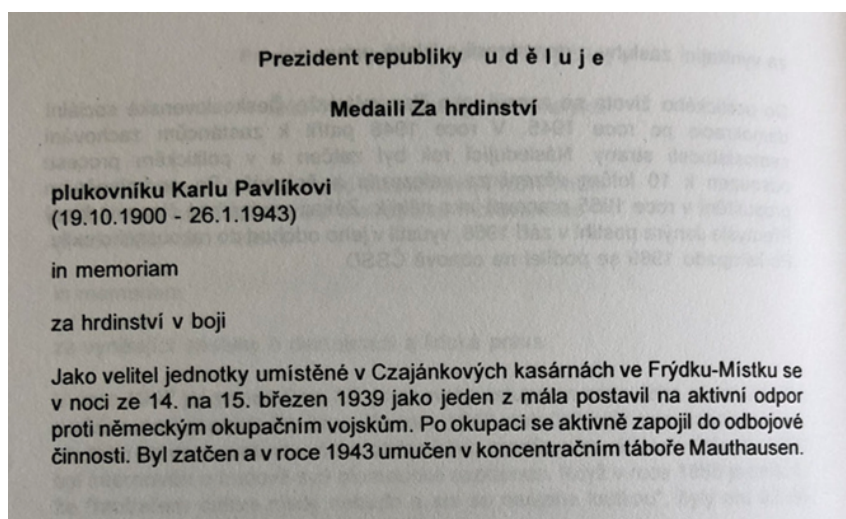 Prezident republiky u d ě l u j e
Medaili Za hrdinství
plukovníku Karlu Pavlíkovi
(19.10.1900 - 26.1.1943)
in memoriam
za hrdinství v boji
Jako velitel jednotky umístěné v Czajánkových kasárnách ve Frýdku-Místku se
v noci ze 14. na 15. březen 1939 jako jeden z mála postavil na aktivní odpor
proti německým okupačním vojskům. Po okupaci se aktivně zapojil do odbojové
činnosti. Byl zatčen a v roce 1943 umučen v koncentračním táboře Mauthausen.